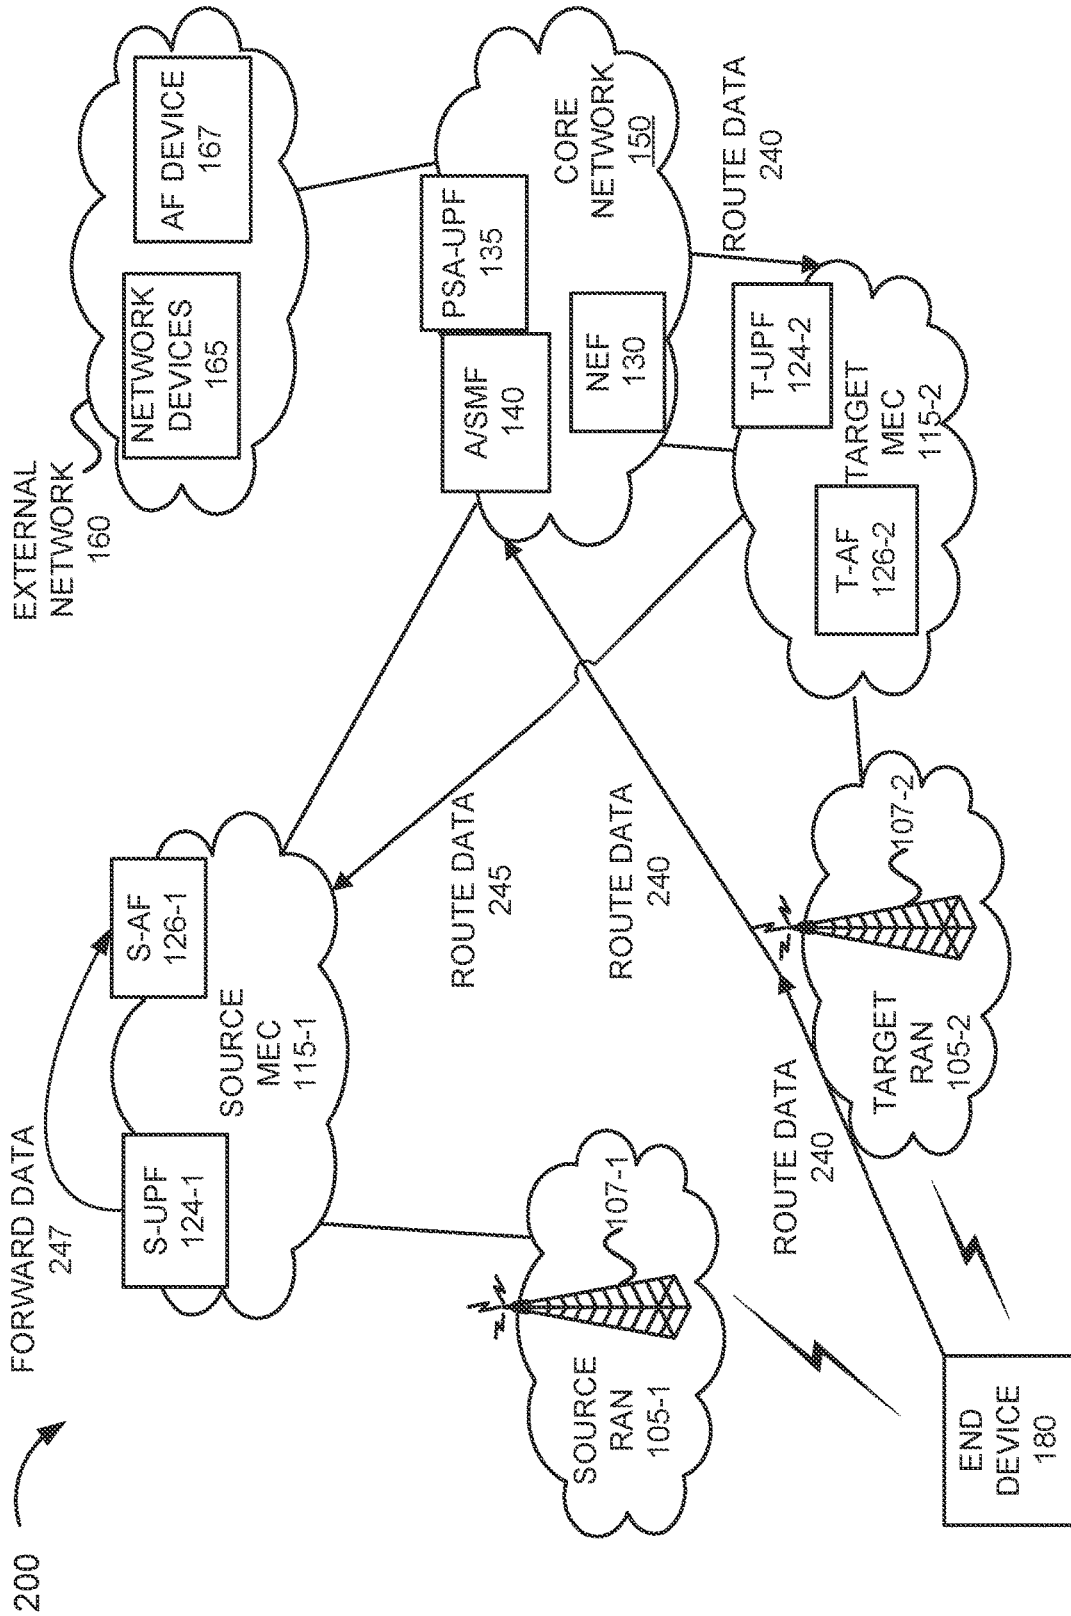 200
FORWARD DATA
247
S-UPF
124-1
S-AF
126-1
SOURCE
MEC
115-1
EXTERNAL
NETWORK
160
NETWORK
DEVICES
165
AF DEVICE
167
SOURCE
RAN
105-1
107-1
ROUTE DATA
245
ROUTE DATA
240
A/SMF
140
PSA-UPF
135
NEF
130
CORE
NETWORK
150
ROUTE DATA
240
ROUTE DATA
240
END
DEVICE
180
TARGET
RAN
105-2
107-2
T-AF
126-2
T-UPF
124-2
TARGET
MEC
115-2